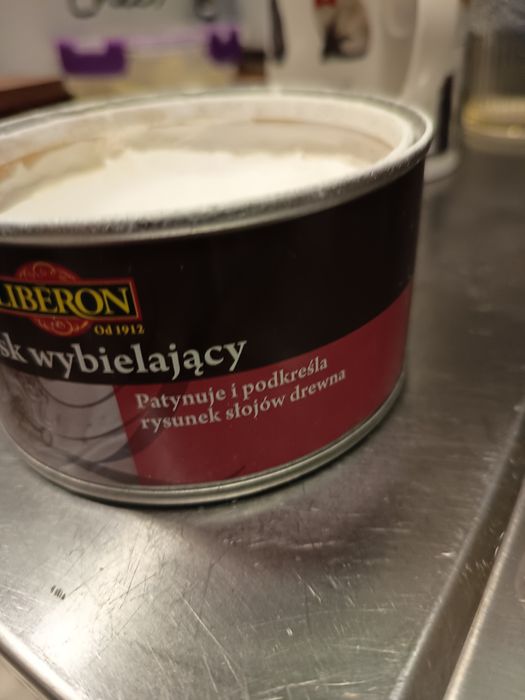 LIBERON
Od 1912
sk wybielający
Patynuje i podkreśla
rysunek słojów drewna